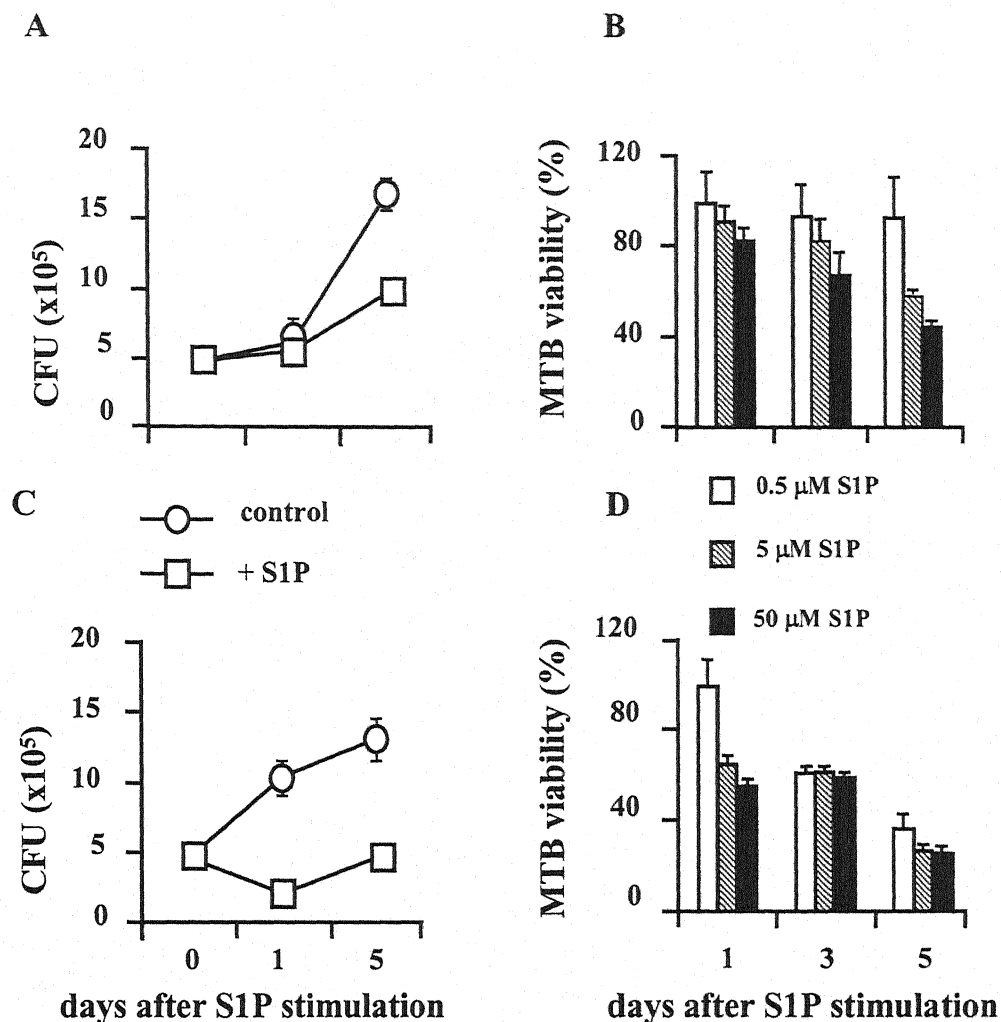 A
B
20
15
10
5
0
CFU (x10⁵)
120
80
40
0
MTB viability (%)
C
control
+ S1P
D
0.5 µM S1P
5 µM S1P
50 µM S1P
20
15
10
5
0
CFU (x10⁵)
0 1 5
days after S1P stimulation
120
80
40
0
MTB viability (%)
1 3 5
days after S1P stimulation